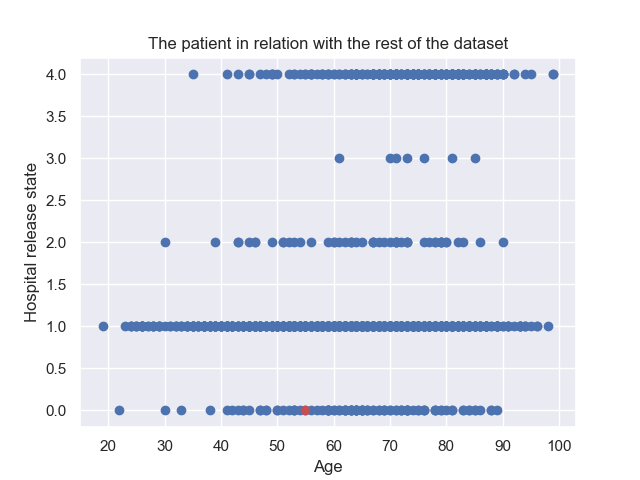 The patient in relation with the rest of the dataset
Hospital release state
4.0
3.5
3.0
2.5
2.0
1.5
1.0
0.5
0.0
20 30 40 50 60 70 80 90 100
Age